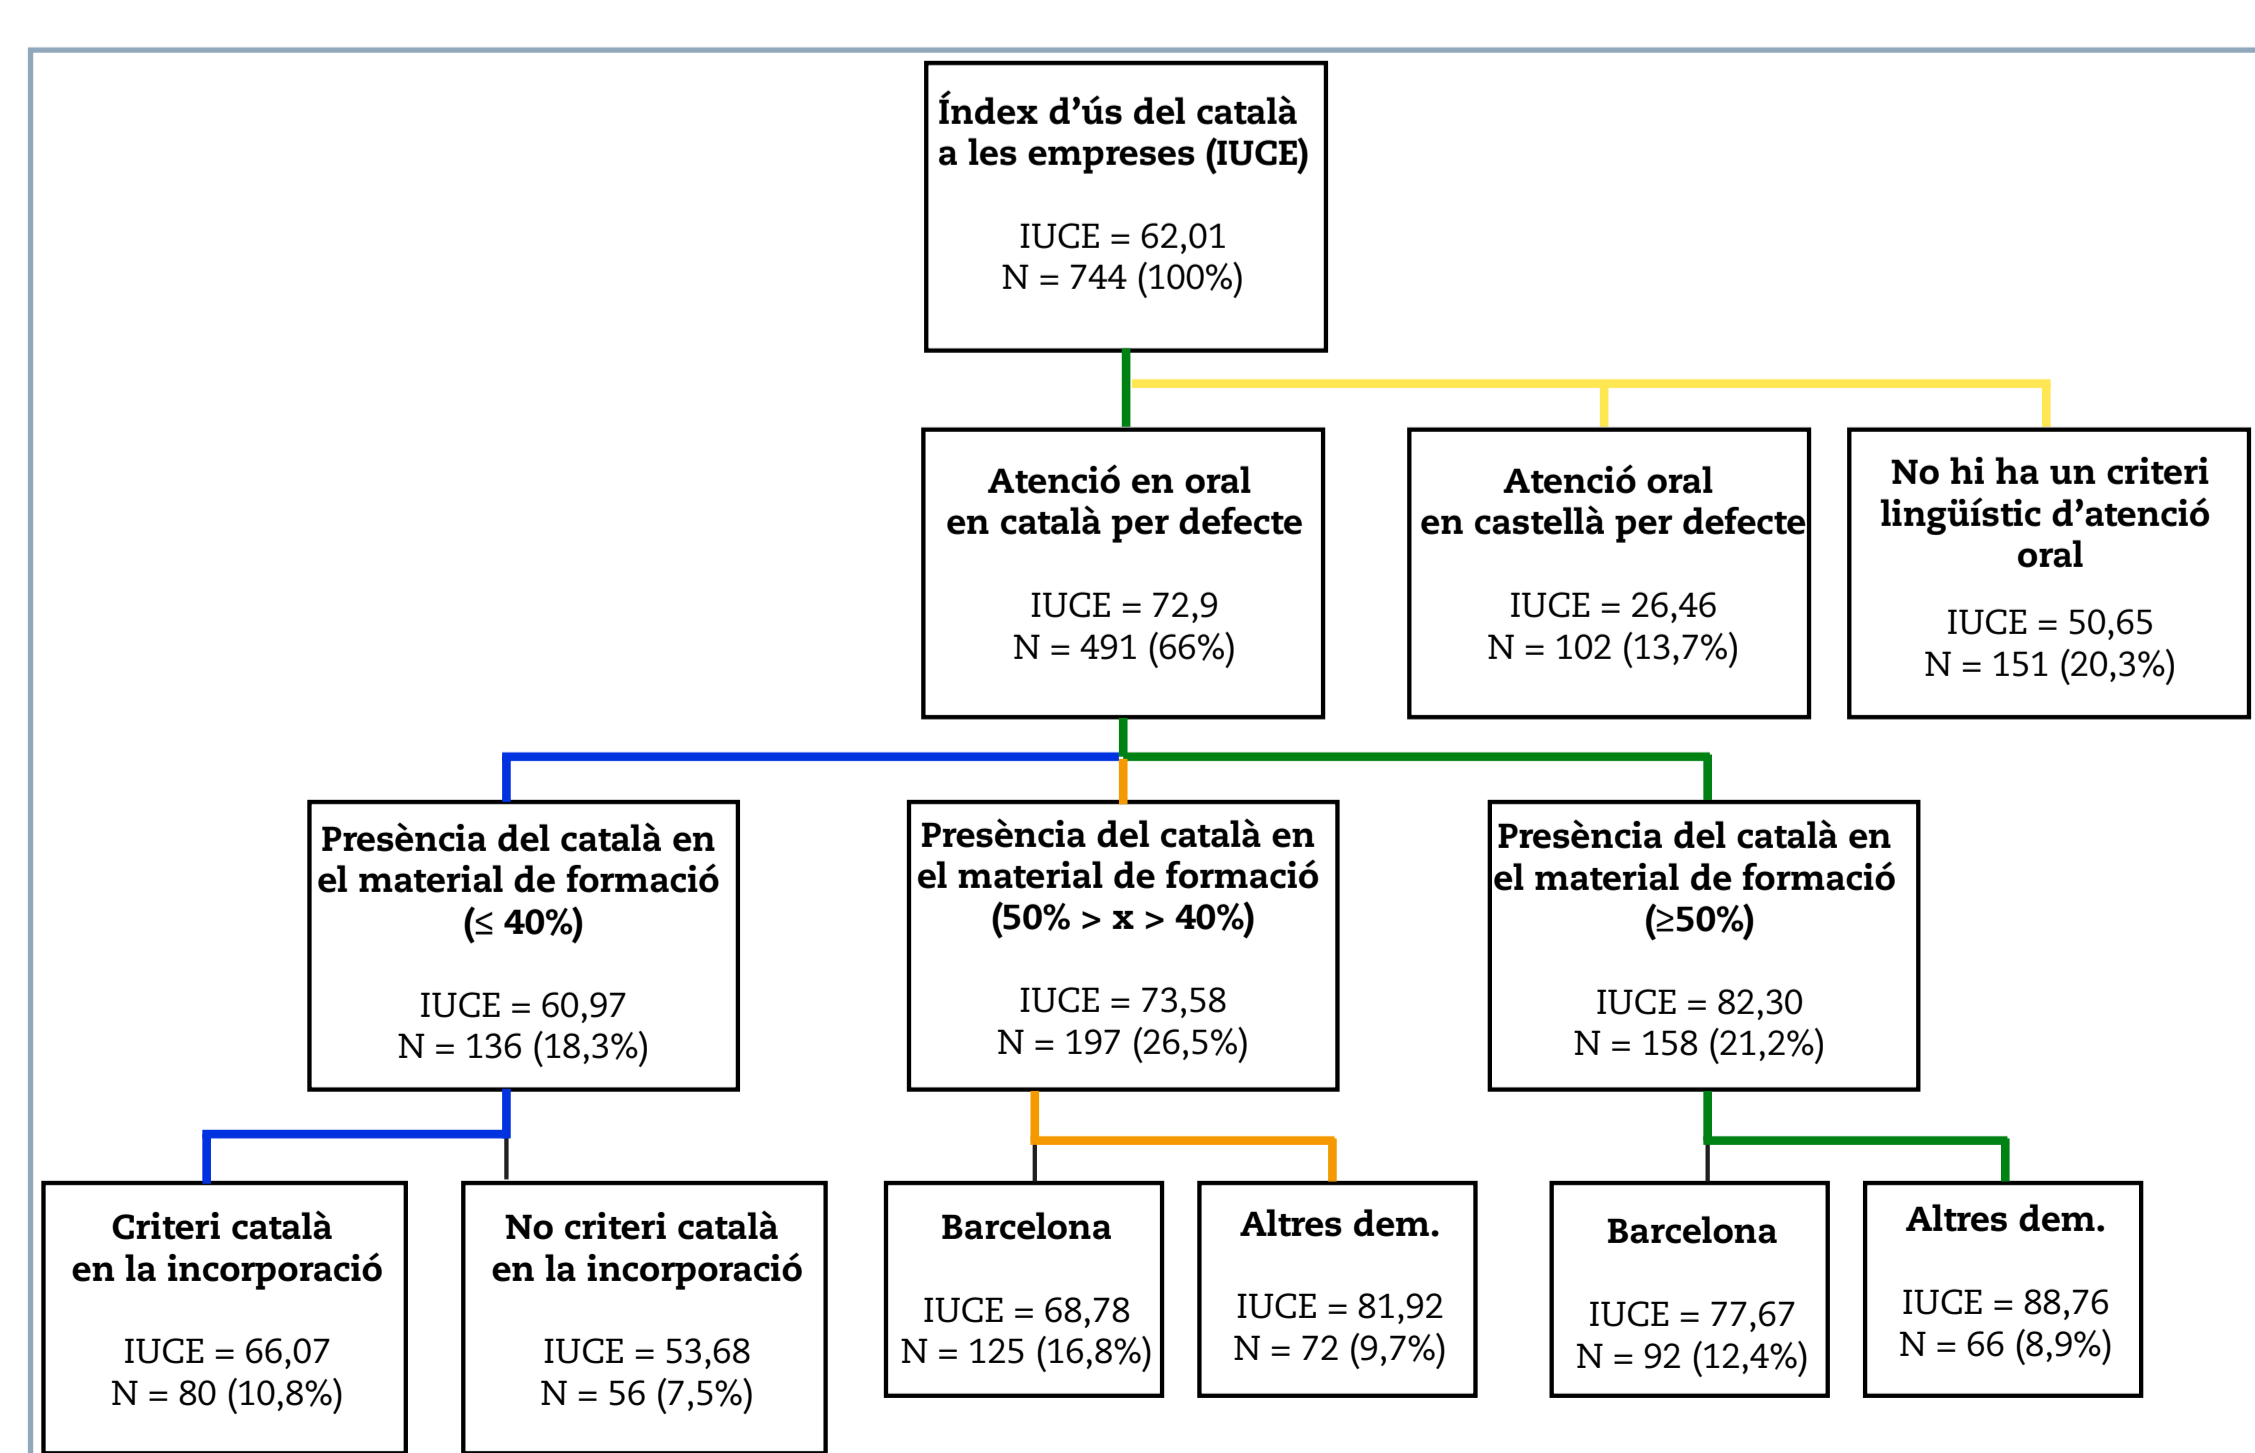 Índex d’ús del català
a les empreses (IUCE)
IUCE = 62,01
N = 744 (100%)
Atenció en oral
en català per defecte
IUCE = 72,9
N = 491 (66%)
Atenció oral
en castellà per defecte
IUCE = 26,46
N = 102 (13,7%)
No hi ha un criteri
lingüístic d’atenció
oral
IUCE = 50,65
N = 151 (20,3%)
Presència del català en
el material de formació
(≤ 40%)
IUCE = 60,97
N = 136 (18,3%)
Presència del català en
el material de formació
(50% > x > 40%)
IUCE = 73,58
N = 197 (26,5%)
Presència del català en
el material de formació
(≥50%)
IUCE = 82,30
N = 158 (21,2%)
Criteri català
en la incorporació
IUCE = 66,07
N = 80 (10,8%)
No criteri català
en la incorporació
IUCE = 53,68
N = 56 (7,5%)
Barcelona
IUCE = 68,78
N = 125 (16,8%)
Altres dem.
IUCE = 81,92
N = 72 (9,7%)
Barcelona
IUCE = 77,67
N = 92 (12,4%)
Altres dem.
IUCE = 88,76
N = 66 (8,9%)